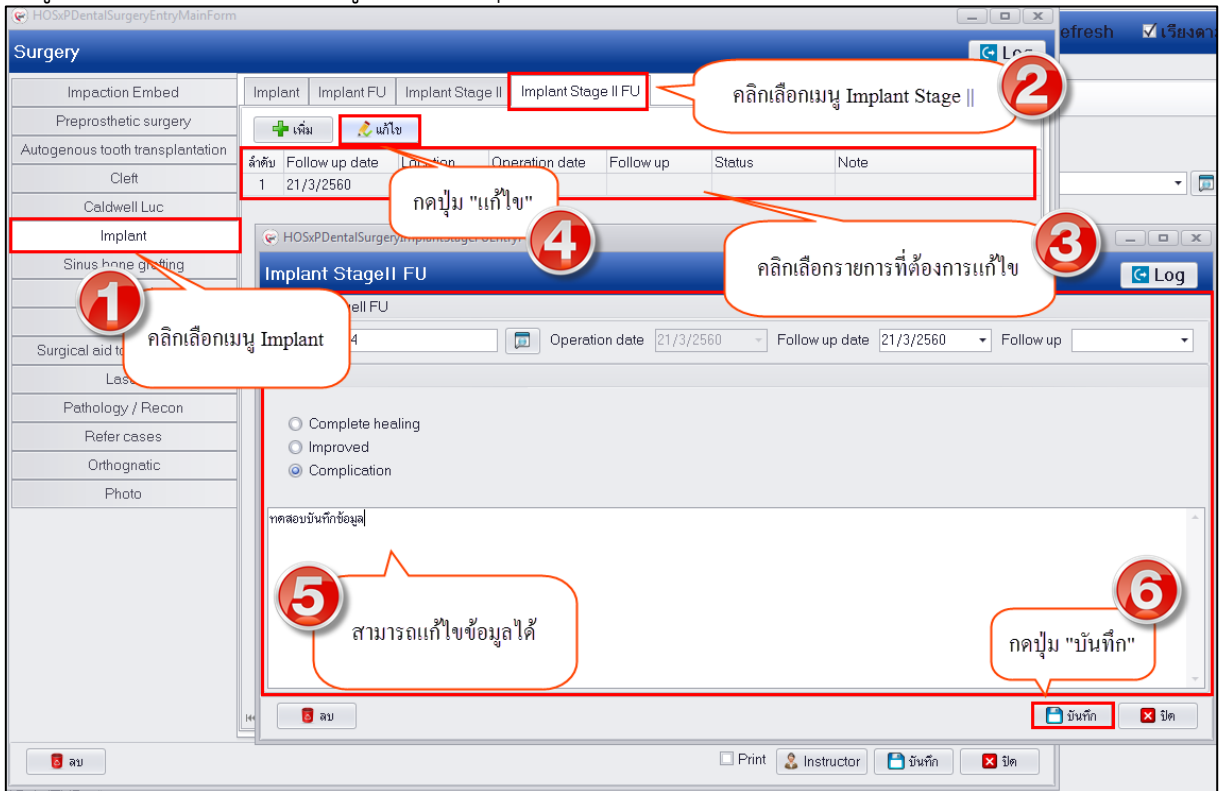 HOSxPDentalSurgeryEntryMainForm
efresh
เรียงตา
Surgery
Log
2
คลิกเลือกเมนู Implant Stage ||
Impaction Embed
Preprosthetic surgery
Autogenous tooth transplantation
Cleft
Caldwell Luc
Implant
Sinus bone grafting
Surgical aid to
Las
Pathology / Recon
Refer cases
Orthognatic
Photo
Implant
Implant FU
Implant Stage II
Implant Stage II FU
เพิ่ม
แก้ไข
ลำดับ Follow up date Location Operation date Follow up Status Note
1 21/3/2560
กดปุ่ม "แก้ไข"
4
3
คลิกเลือกรายการที่ต้องการแก้ไข
1
คลิกเลือกเมนู Implant
Implant StageII FU
Log
ell FU
4
Operation date 21/3/2560 Follow up date 21/3/2560 Follow up
Complete healing
Improved
Complication
ทดสอบบันทึกข้อมูล
5
สามารถแก้ไขข้อมูลได้
6
กดปุ่ม "บันทึก"
ลบ
บันทึก
ปิด
ลบ
Print
Instructor
บันทึก
ปิด